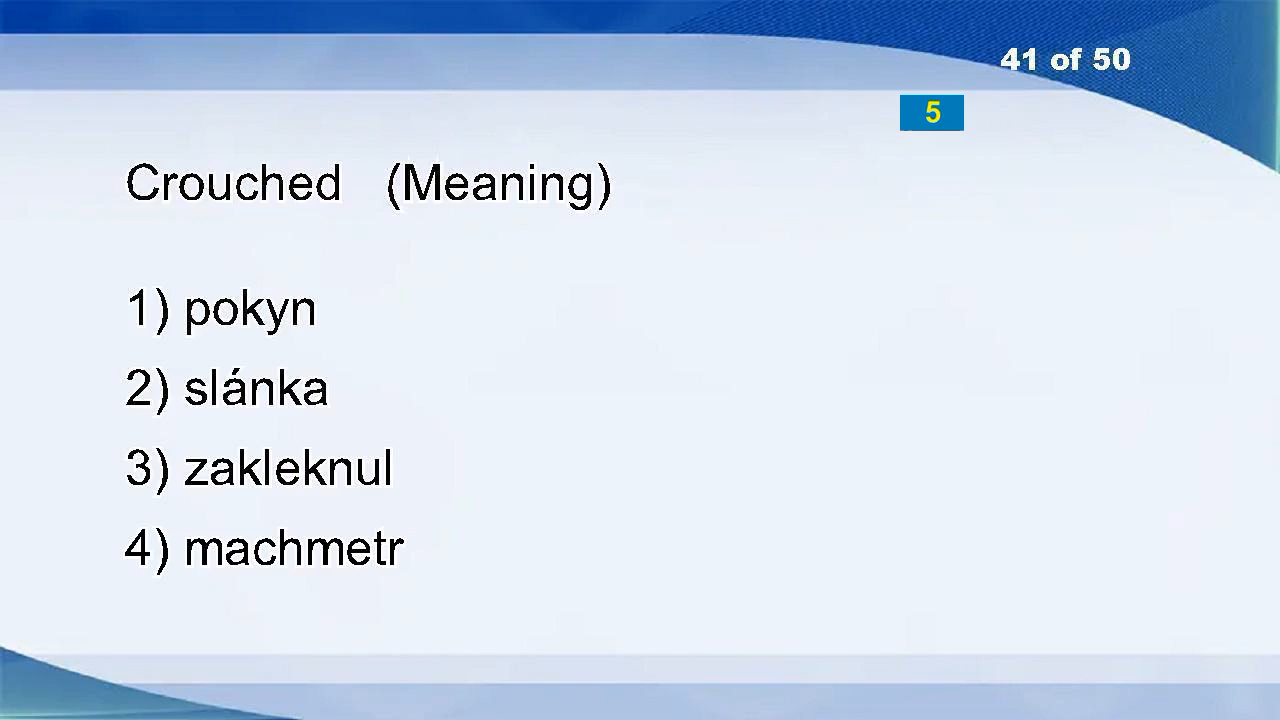 41 of 50
5
Crouched (Meaning)
1) pokyn
2) slánka
3) zakleknul
4) machmetr